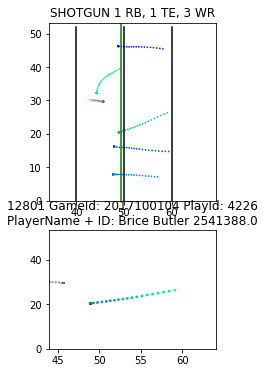 SHOTGUN 1 RB, 1 TE, 3 WR
50
40
30
20
10
0
40 50 60
12801 GameId: 2017100104 PlayId: 4226
PlayerName + ID: Brice Butler 2541388.0
40
20
0
45 50 55 60